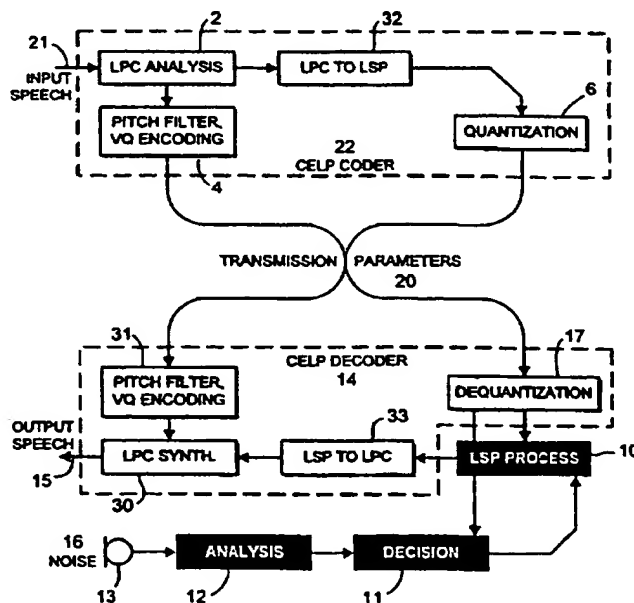 21
2
32
LPC ANALYSIS
LPC TO LSP
INPUT
SPEECH
6
PITCH FILTER,
VQ ENCODING
QUANTIZATION
22
CELP CODER
4
TRANSMISSION PARAMETERS
20
31
CELP DECODER
14
17
PITCH FILTER,
VQ ENCODING
DEQUANTIZATION
OUTPUT
SPEECH
33
LPC SYNTH.
LSP TO LPC
LSP PROCESS
10
15
30
16
NOISE
ANALYSIS
DECISION
13
12
11